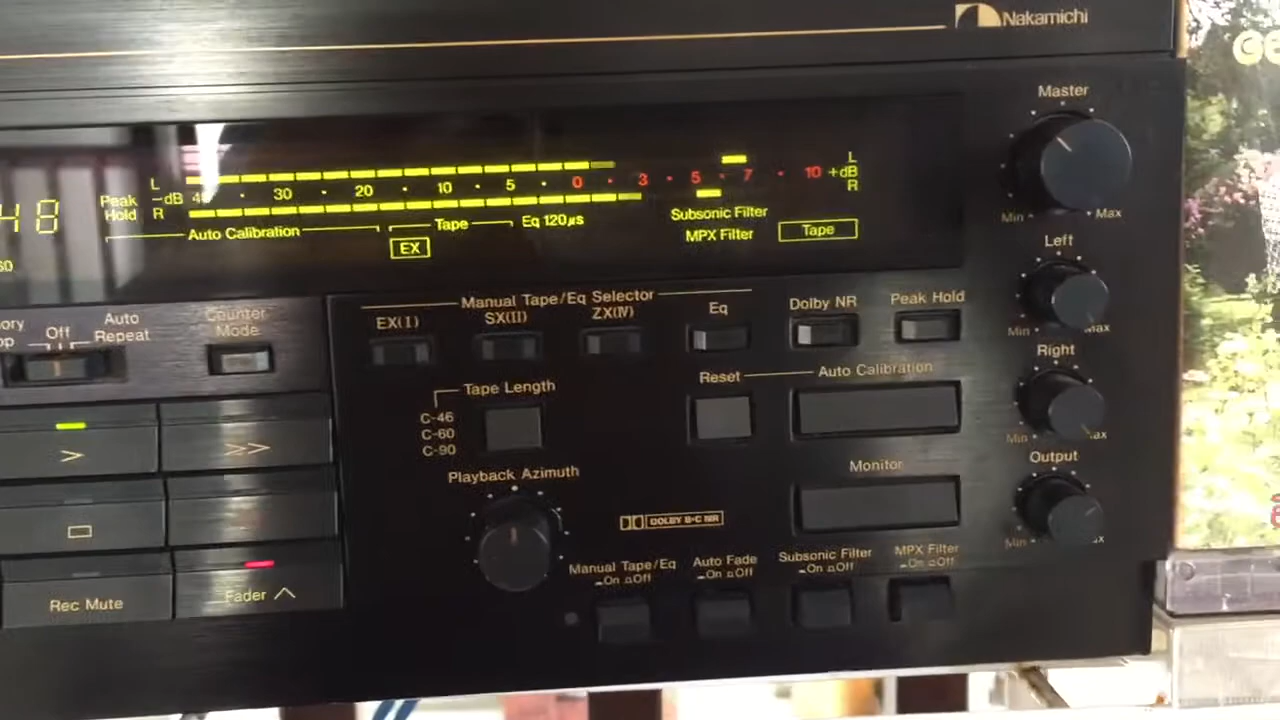 Nakamichi
Master
Min Max
Peak Hold
L
R
-dB
30 20 10 5 0 3 5 7 10 +dB
L
R
48
Auto Calibration
Tape
Eq 120μs
EX
Subsonic Filter
MPX Filter
Tape
60
Left
Min Max
Off
Auto
Repeat
Counter
Mode
Manual Tape/Eq Selector
EX(I)
SX(II)
ZX(IV)
Eq
Dolby NR
Peak Hold
Right
Min
Tape Length
C-46
C-60
C-90
Reset
Auto Calibration
>
>>
Playback Azimuth
Monitor
Output
Min
DOLBY B-C NR
Manual Tape/Eq
On Off
Auto Fade
On Off
Subsonic Filter
On Off
MPX Filter
On Off
Rec Mute
Fader